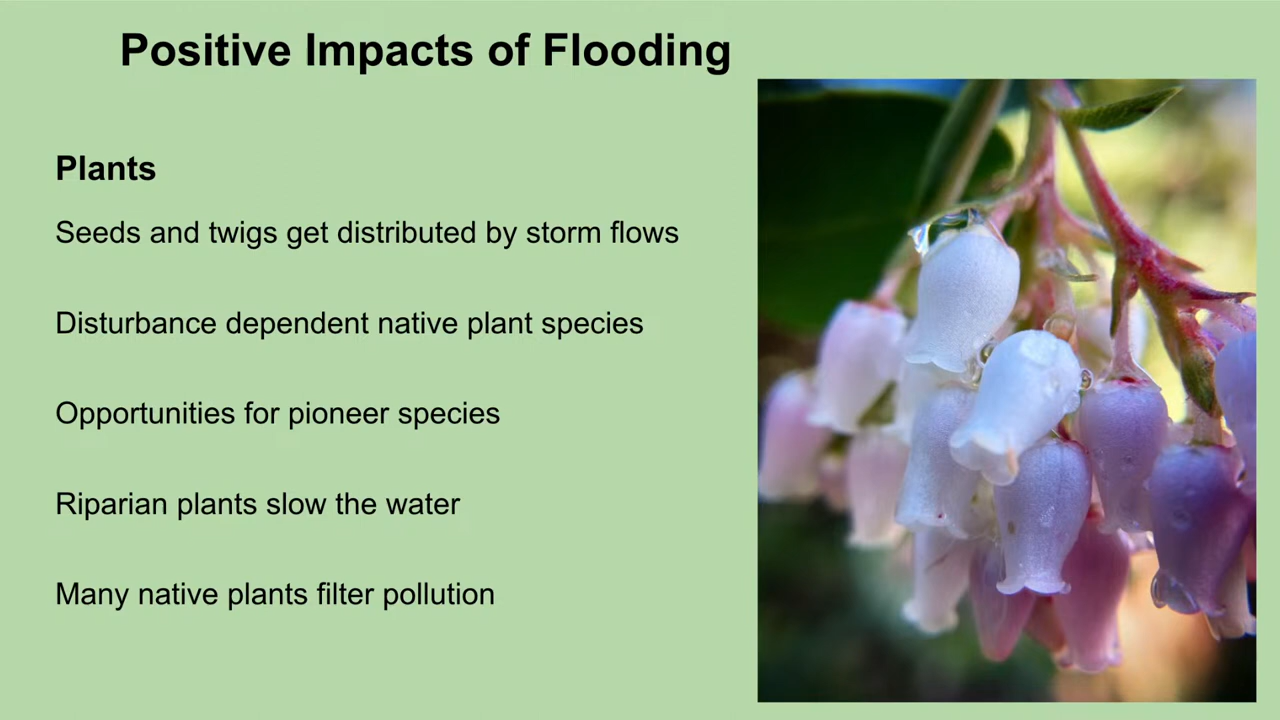 Positive Impacts of Flooding
Plants
Seeds and twigs get distributed by storm flows
Disturbance dependent native plant species
Opportunities for pioneer species
Riparian plants slow the water
Many native plants filter pollution